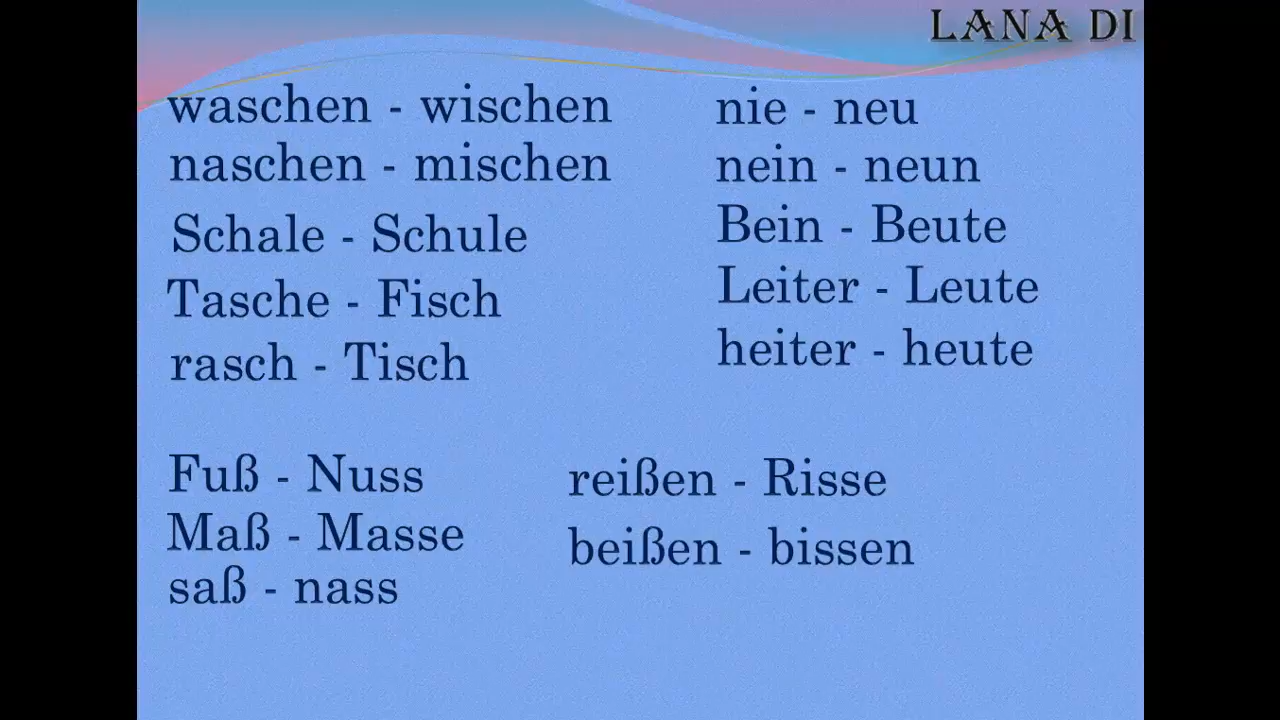 LANA DI
waschen - wischen
naschen - mischen
Schale - Schule
Tasche - Fisch
rasch - Tisch
nie - neu
nein - neun
Bein - Beute
Leiter - Leute
heiter - heute
Fuß - Nuss
Maß - Masse
saß - nass
reißen - Risse
beißen - bissen